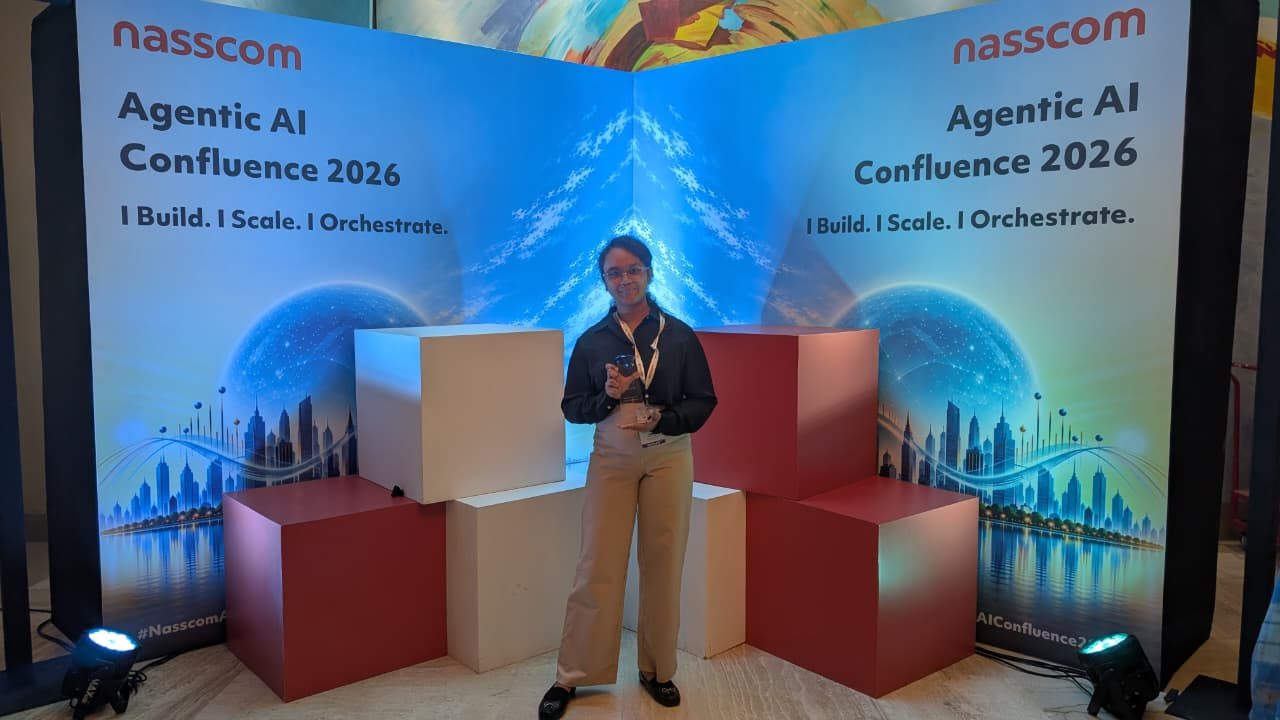 nasscom
Agentic AI
Confluence 2026
I Build. I Scale. I Orchestrate.
nasscom
Agentic AI
Confluence 2026
I Build. I Scale. I Orchestrate.